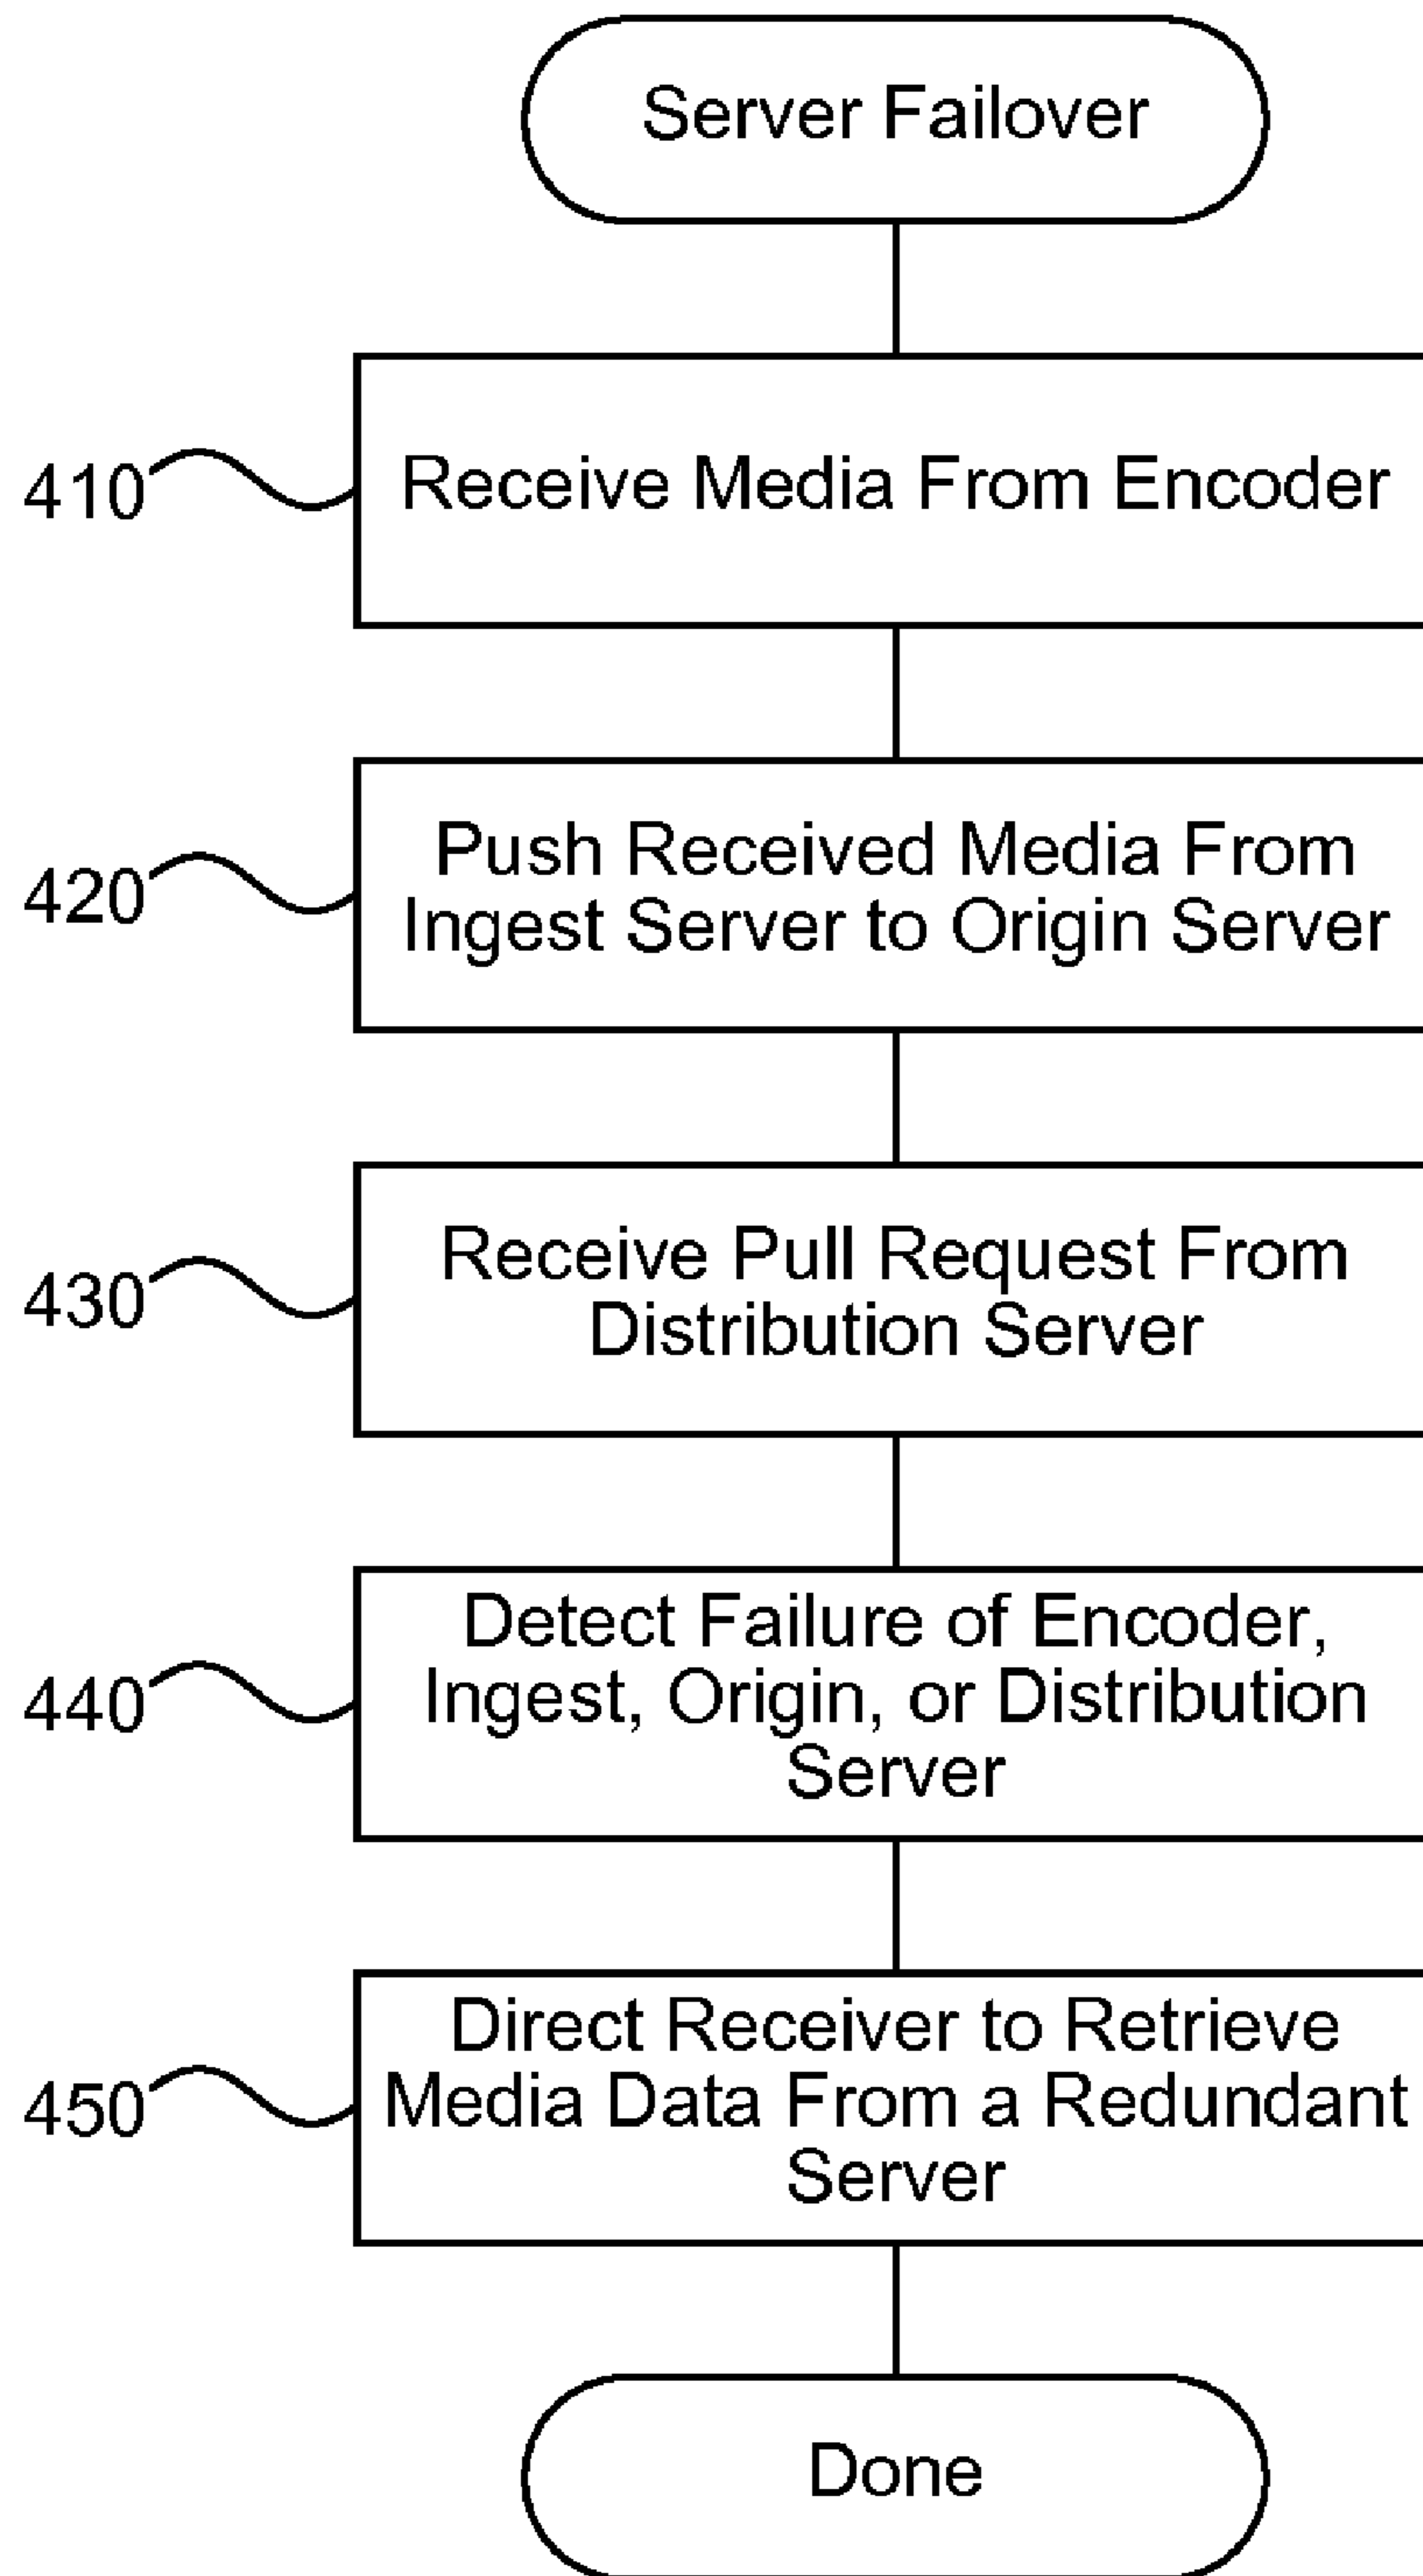 Server Failover
410
Receive Media From Encoder
420
Push Received Media From
Ingest Server to Origin Server
430
Receive Pull Request From
Distribution Server
440
Detect Failure of Encoder,
Ingest, Origin, or Distribution
Server
450
Direct Receiver to Retrieve
Media Data From a Redundant
Server
Done